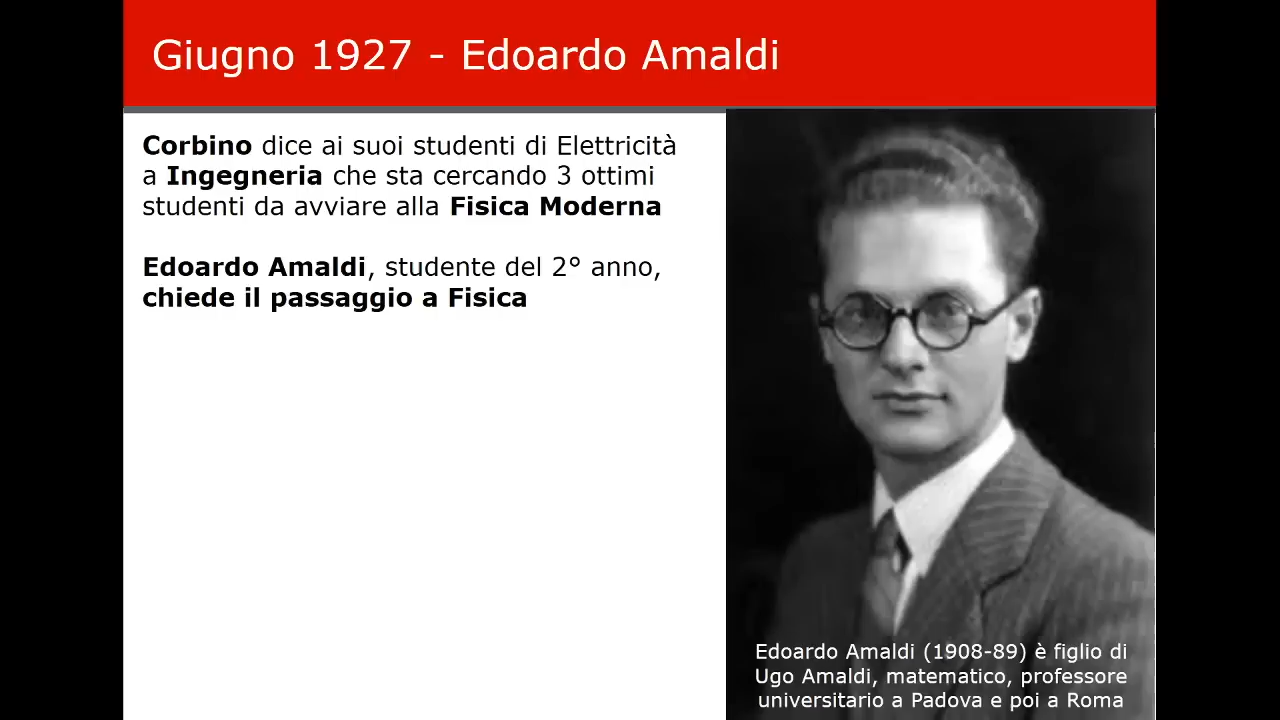 Giugno 1927 - Edoardo Amaldi
Corbino dice ai suoi studenti di Elettricità
a Ingegneria che sta cercando 3 ottimi
studenti da avviare alla Fisica Moderna
Edoardo Amaldi, studente del 2° anno,
chiede il passaggio a Fisica
Edoardo Amaldi (1908-89) è figlio di
Ugo Amaldi, matematico, professore
universitario a Padova e poi a Roma